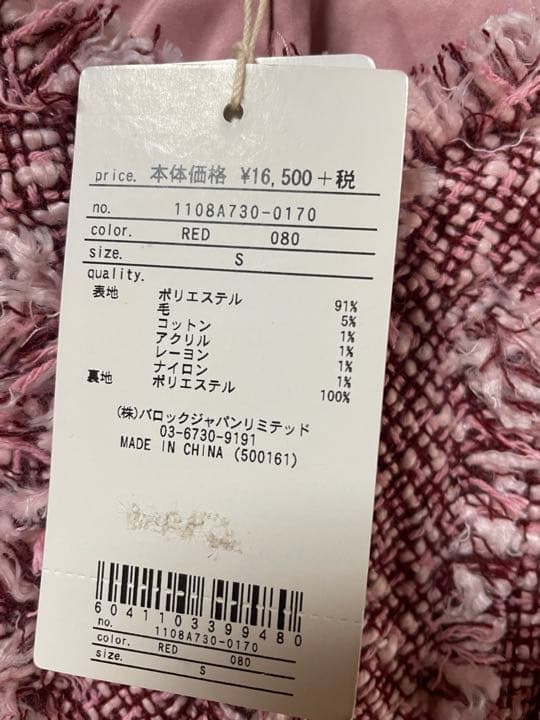 price. 本体価格 ¥16,500+税
no. 1108A730-0170
color. RED 080
size. S
quality.
表地 ポリエステル 91%
毛 5%
コットン 1%
アクリル 1%
レーヨン 1%
ナイロン 1%
裏地 ポリエステル 100%
(株)バロックジャパンリミテッド
03-6730-9191
MADE IN CHINA (500161)
6041103399480
no. 1108A730-0170
color. RED 080
size. S